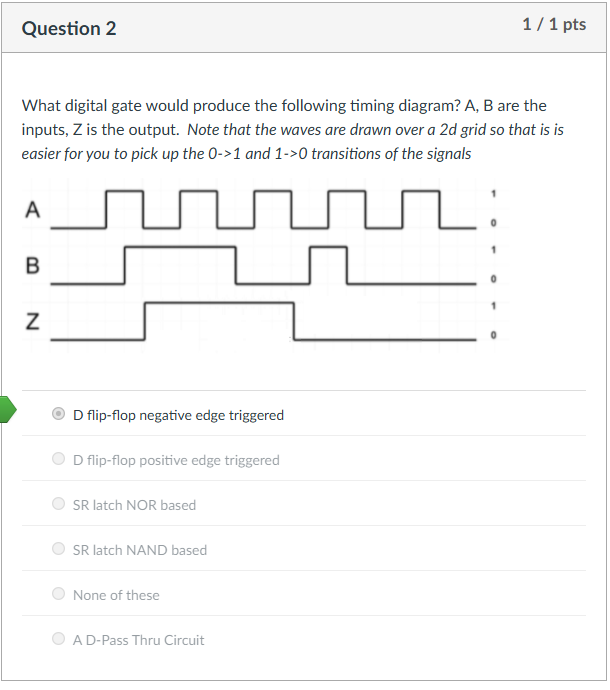 Question 2
1 / 1 pts
What digital gate would produce the following timing diagram? A, B are the
inputs, Z is the output. Note that the waves are drawn over a 2d grid so that is is
easier for you to pick up the 0->1 and 1->0 transitions of the signals
A
1
0
B
1
0
Z
1
0
D flip-flop negative edge triggered
D flip-flop positive edge triggered
SR latch NOR based
SR latch NAND based
None of these
A D-Pass Thru Circuit